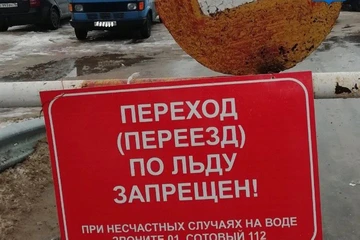 ПЕРЕХОД
(ПЕРЕЕЗД)
ПО ЛЬДУ
ЗАПРЕЩЕН!
ПРИ НЕСЧАСТНЫХ СЛУЧАЯХ НА ВОДЕ
ЗВОНИТЕ 01, СОТОВЫЙ 112